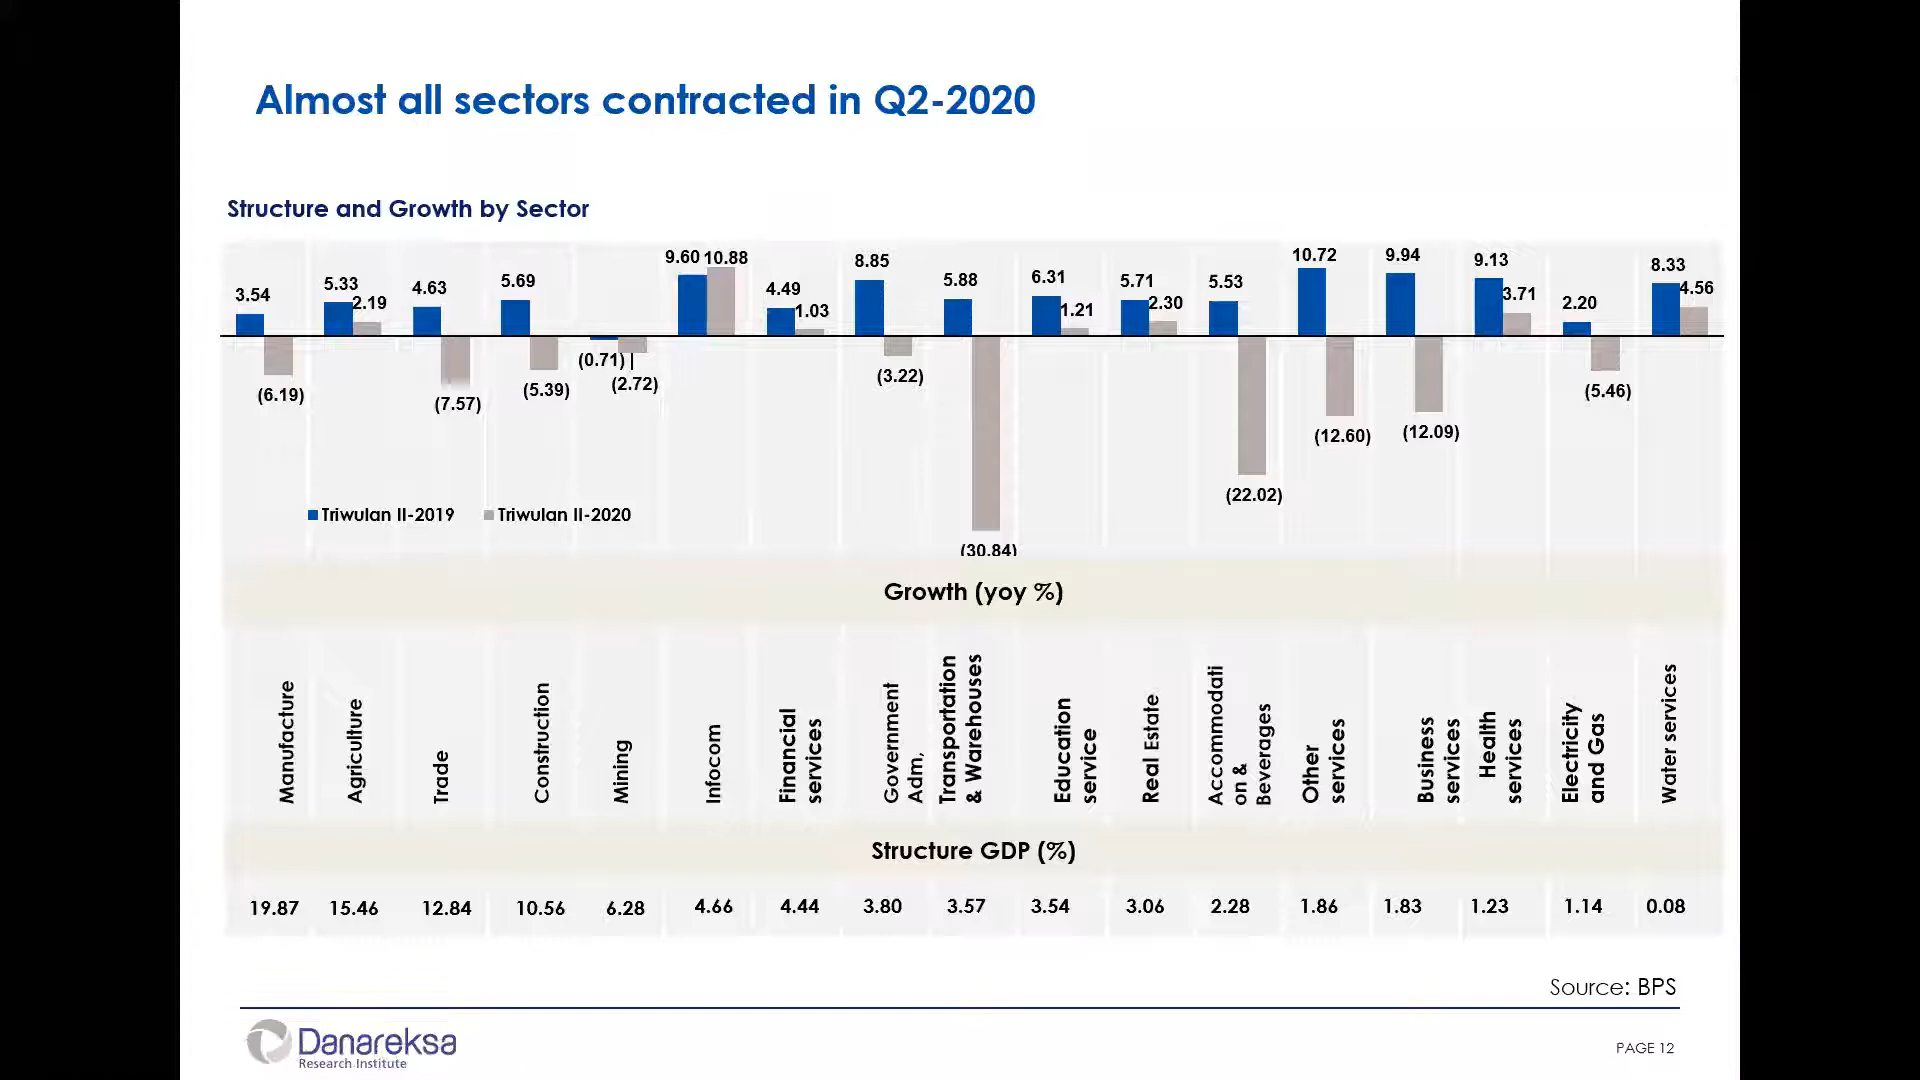 Almost all sectors contracted in Q2-2020
Structure and Growth by Sector
3.54
5.33
4.63
5.69
(0.71)
9.60
4.49
8.85
5.88
6.31
5.71
5.53
10.72
9.94
9.13
2.20
8.33
(6.19)
2.19
(7.57)
(5.39)
(2.72)
10.88
1.03
(3.22)
(30.84)
1.21
2.30
(22.02)
(12.60)
(12.09)
3.71
(5.46)
4.56
Triwulan II-2019
Triwulan II-2020
Growth (yoy %)
Manufacture
Agriculture
Trade
Construction
Mining
Infocom
Financial
services
Government
Adm,
Transportation
& Warehouses
Education
service
Real Estate
Accommodati
on &
Beverages
Other
services
Business
services
Health
services
Electricity
and Gas
Water services
Structure GDP (%)
19.87 15.46 12.84 10.56 6.28 4.66 4.44 3.80 3.57 3.54 3.06 2.28 1.86 1.83 1.23 1.14 0.08
Source: BPS
Danareksa
Research Institute
PAGE 12